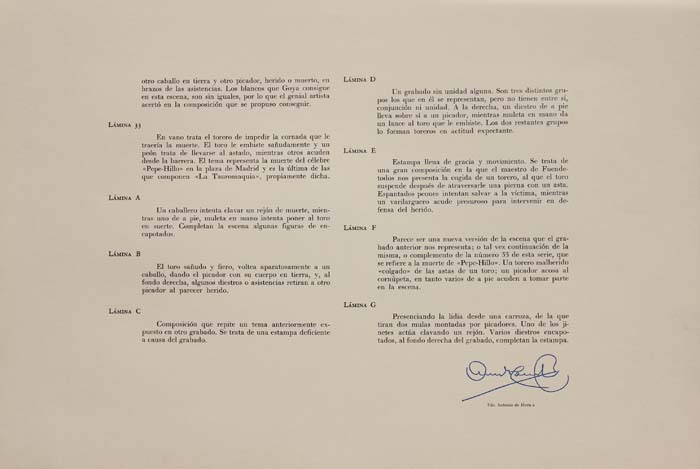 otro caballo en tierra y otro picador, herido o muerto, en
brazos de las asistencias. Los blancos que Goya consigue
en esta escena, son sin iguales, por lo que el genial artista
acertó en la composición que se propuso conseguir.
LÁMINA 33
En vano trata el torero de impedir la cornada que le
traería la muerte. El toro le embiste sañudamente y un
peón trata de llevarse al astado, mientras otros acuden
desde la barrera. El tema representa la muerte del célebre
«Pepe-Hillo» en la plaza de Madrid y es la última de las
que componen «La Tauromaquia», propiamente dicha.
LÁMINA A
Un caballero intenta clavar un rejón de muerte, mien-
tras uno de a pie, muleta en mano intenta poner al toro
en suerte. Completan la escena algunas figuras de en-
capotados.
LÁMINA B
El toro sañudo y fiero, voltea aparatosamente a un
caballo, dando el picador con su cuerpo en tierra, y, al
fondo derecha, algunos diestros o asistencias retiran a otro
picador al parecer herido.
LÁMINA C
Composición que repite un tema anteriormente ex-
puesto en otro grabado. Se trata de una estampa deficiente
a causa del grabado.
LÁMINA D
Un grabado sin unidad alguna. Son tres distintos gru-
pos los que en él se representan, pero no tienen entre sí,
conjunción ni unidad. A la derecha, un diestro de a pie
lleva sobre sí a un picador, mientras muleta en mano da
un lance al toro que le embiste. Los dos restantes grupos
lo forman toreros en actitud expectante.
LÁMINA E
Estampa llena de gracia y movimiento. Se trata de
una gran composición en la que el maestro de Fuende-
todos nos presenta la cogida de un torero, al que el toro
suspende después de atravesarle una pierna con un asta.
Espantados peones intentan salvar a la víctima, mientras
un varilarguero acude presuroso para intervenir en de-
fensa del herido.
LÁMINA F
Parece ser una nueva versión de la escena que el gra-
bado anterior nos representa; o tal vez continuación de la
misma, o complemento de la número 33 de esta serie, que
se refiere a la muerte de «Pepe-Hillo». Un torero malherido
«colgado» de las astas de un toro; un picador acosa al
cornúpeta, en tanto varios de a pie acuden a tomar parte
en la escena.
LÁMINA G
Presenciando la lidia desde una carroza, de la que
tiran dos mulas montadas por picadores. Uno de los ji-
netes actúa clavando un rejón. Varios diestros encapo-
tados, al fondo derecha del grabado, completan la estampa.
Fdo. Antonio de